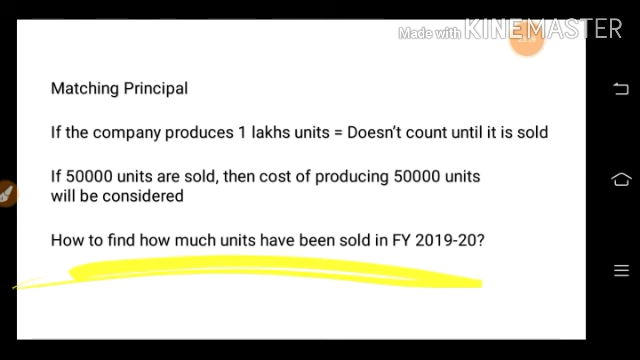 Made with KINEMASTER
Matching Principal
If the company produces 1 lakhs units = Doesn't count until it is sold
If 50000 units are sold, then cost of producing 50000 units
will be considered
How to find how much units have been sold in FY 2019-20?